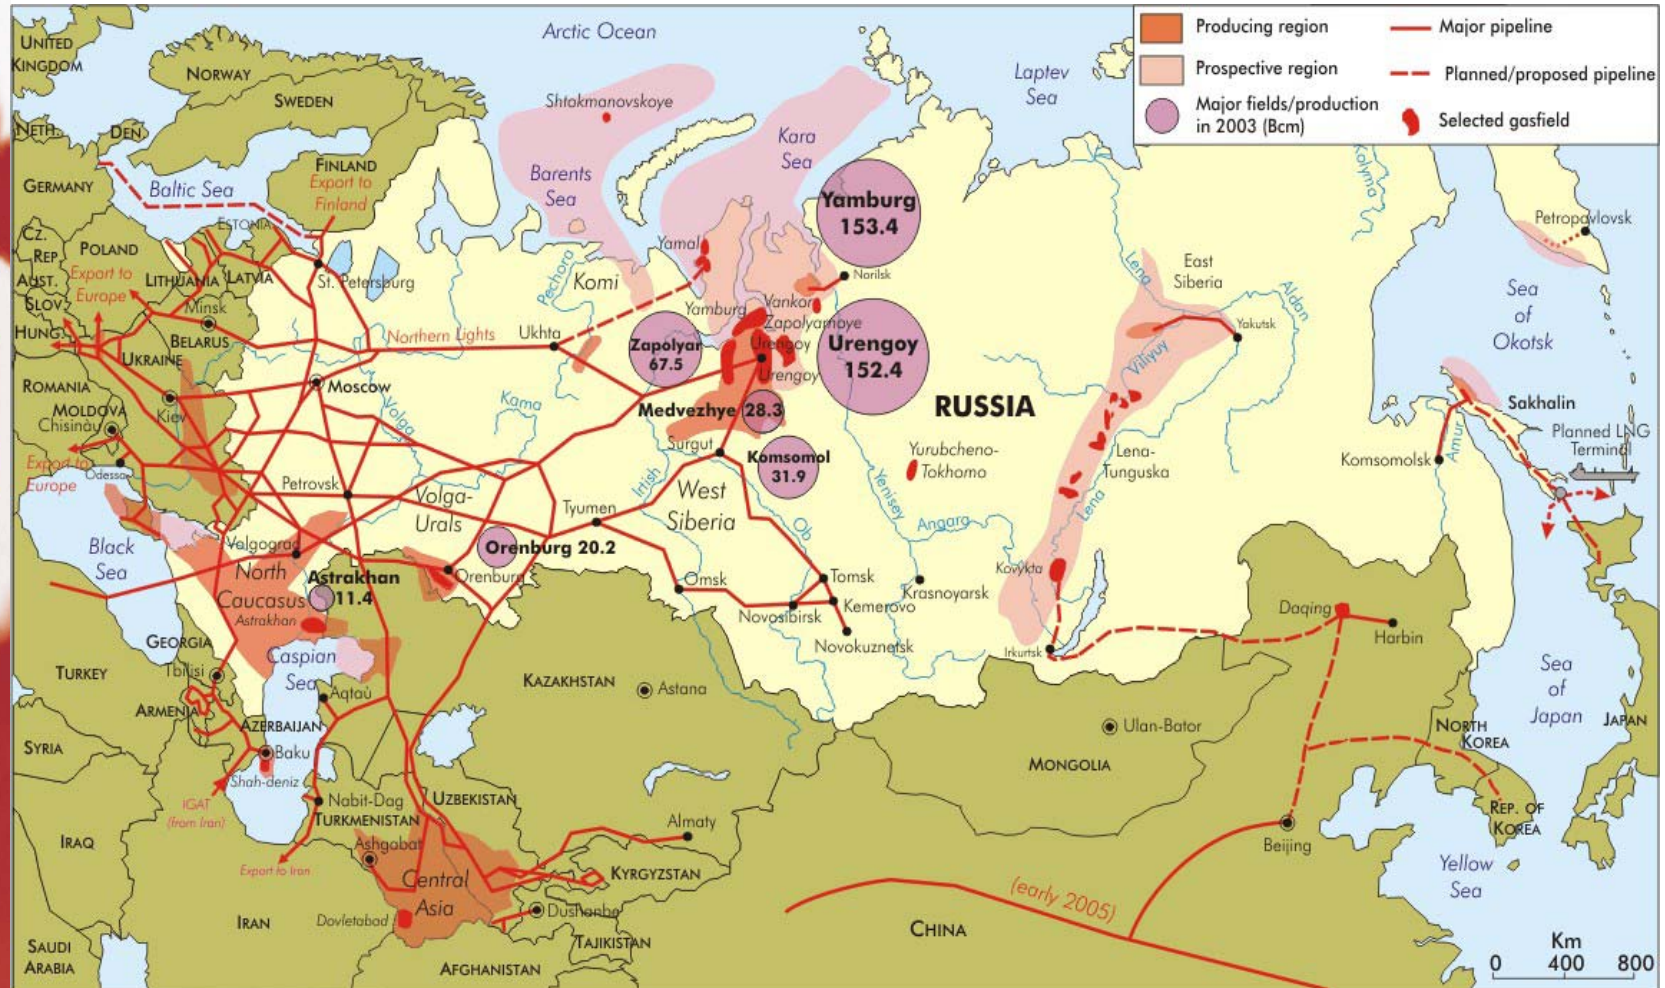 Producing region
Prospective region
Major fields/production
in 2003 (Bcm)
Major pipeline
Planned/proposed pipeline
Selected gasfield
UNITED
KINGDOM
NORWAY
SWEDEN
Arctic Ocean
Laptev
Sea
Shtokmanovskoye
NETH.
DEN.
FINLAND
Export to
Finland
Kara
Sea
Barents
Sea
Kolyma
GERMANY
Baltic Sea
ESTONIA
Yamburg
153.4
Petropavlovsk
CZ.
REP.
POLAND
AUST.
Export to
Europe
LITHUANIA
LATVIA
St. Petersburg
Pechora
Komi
Yamal
Norilsk
Lena
East
Siberia
Aldan
SLOV.
Minsk
Yamburg
Vankor
Zapolyarnoye
Sea
of
Okotsk
HUNG.
BELARUS
Northern Lights
Ukhta
Zapolyar
67.5
Urengoy
Urengoy
Urengoy
152.4
Viliyuy
Yakutsk
UKRAINE
ROMANIA
Moscow
MOLDOVA
Chisinàu
Kiev
Volga
Kama
Medvezhye 28.3
RUSSIA
Sakhalin
Surgut
Komsomol
31.9
Yurubcheno-
Tokhomo
Lena-
Tunguska
Planned LNG
Terminal
Komsomolsk
Amur
Export to
Europe
Odessa
Petrovsk
Volga-
Urals
Irtish
West
Siberia
Yenisey
Lena
Tyumen
Ob
Angara
Black
Sea
Volgograd
Orenburg 20.2
North
Caucasus
Astrakhan
11.4
Orenburg
Omsk
Tomsk
Krasnoyarsk
Kovykta
Astrakhan
Novosibirsk
Kemerovo
Daqing
Harbin
GEORGIA
Novokuznetsk
Irkurtsk
TURKEY
Tbilisi
Caspian
Sea
KAZAKHSTAN
Astana
Aqtaù
ARMENIA
AZERBAIJAN
Ulan-Bator
Sea
of
Japan
JAPAN
NORTH
KOREA
SYRIA
Baku
MONGOLIA
Shah-deniz
IGAT
(from Iran)
Nabit-Dag
UZBEKISTAN
TURKMENISTAN
Almaty
REP. OF
KOREA
IRAQ
Ashgabat
Beijing
Export to Iran
KYRGYZSTAN
Yellow
Sea
Central
Asia
(early 2005)
Dovletabad
IRAN
Dushanbe
CHINA
TAJIKISTAN
SAUDI
ARABIA
AFGHANISTAN
Km
0 400 800